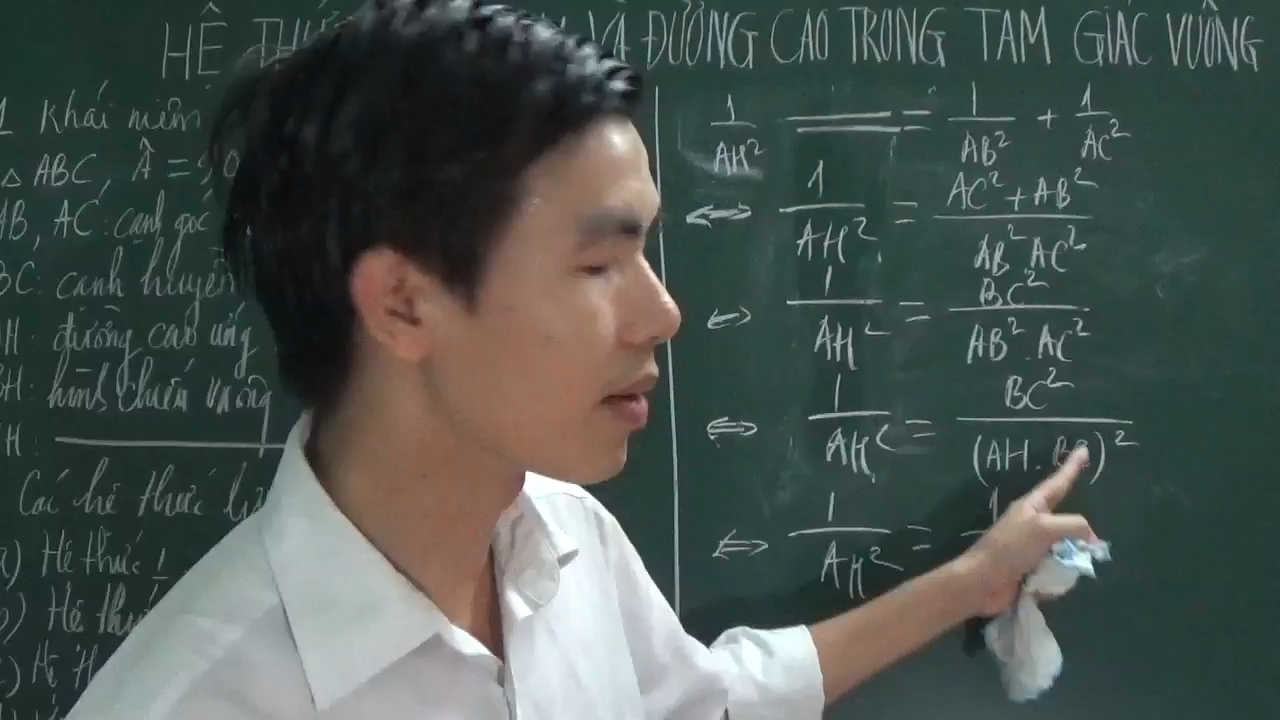 HỆ THỨC VÀ ĐƯỜNG CAO TRONG TAM GIÁC VUÔNG
1 Khái niệm
△ ABC, Â = 90
AB, AC: cạnh góc
BC: cạnh huyền
AH: đường cao ứng
BH: hình chiếu vuông
CH:
Các hệ thức
a) Hệ thức 1
b) Hệ thức
c) Hệ
1/AH² = 1/AB² + 1/AC²
⟺ 1/AH² = (AC² + AB²)/(AB² AC²)
⟺ 1/AH² = BC²/(AB² . AC²)
⟺ 1/AH² = BC²/(AH . BC)²
⟺ 1/AH² = 1